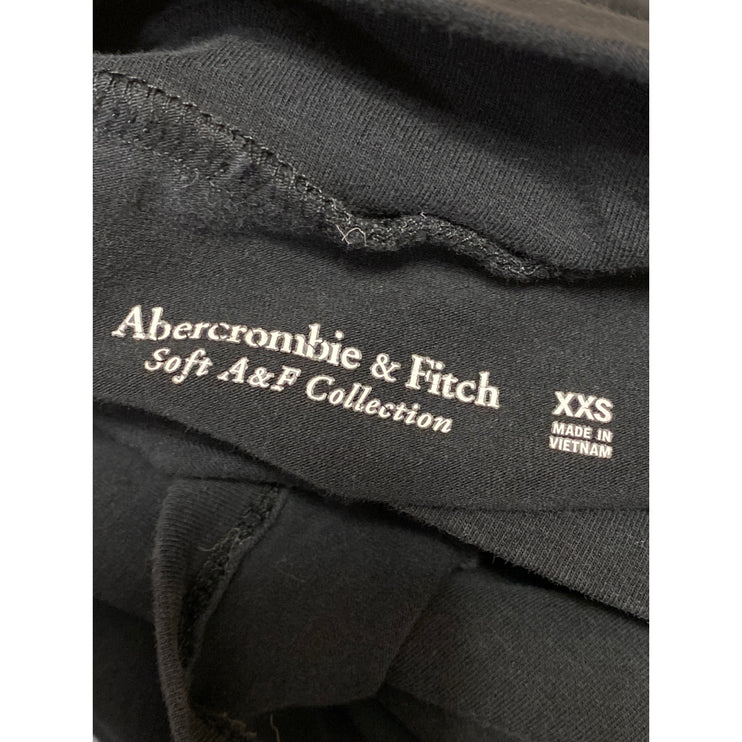 Abercrombie & Fitch
Soft A&F Collection
XXS
MADE IN
VIETNAM